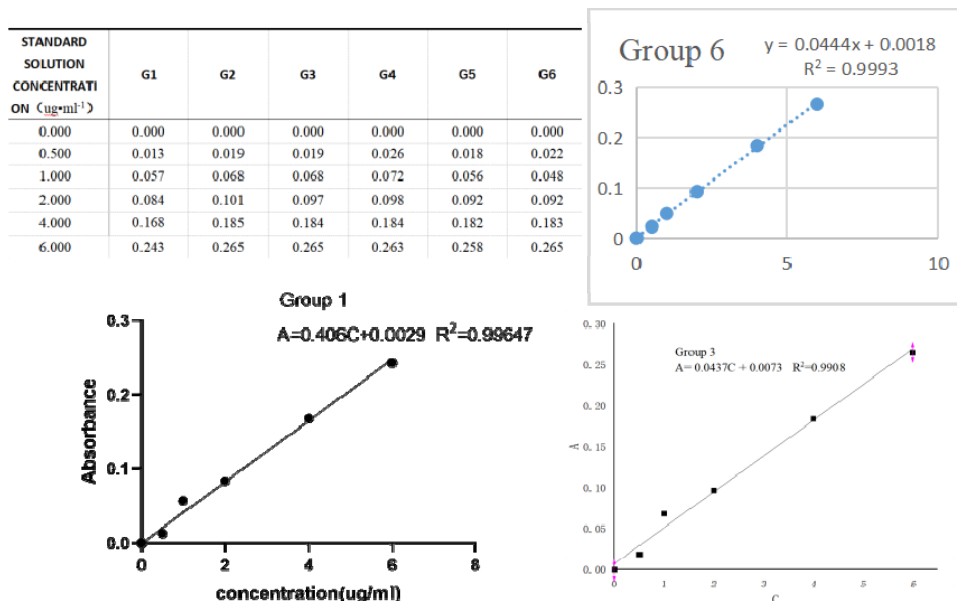 STANDARD
SOLUTION
CONCENTRATI
ON（ug•ml-1）
G1 G2 G3 G4 G5 G6
0.000 0.000 0.000 0.000 0.000 0.000 0.000
0.500 0.013 0.019 0.019 0.026 0.018 0.022
1.000 0.057 0.068 0.068 0.072 0.056 0.048
2.000 0.084 0.101 0.097 0.098 0.092 0.092
4.000 0.168 0.185 0.184 0.184 0.182 0.183
6.000 0.243 0.265 0.265 0.263 0.258 0.265
Group 6
y = 0.0444x + 0.0018
R² = 0.9993
0.3
0.2
0.1
0
0 5 10
Group 1
A=0.406C+0.0029 R²=0.99647
Absorbance
0.3
0.2
0.1
0.0
0 2 4 6 8
concentration(ug/ml)
Group 3
A= 0.0437C + 0.0073 R²=0.9908
A
0.30
0.25
0.20
0.15
0.10
0.05
0.00
0 1 2 3 4 5 6
C